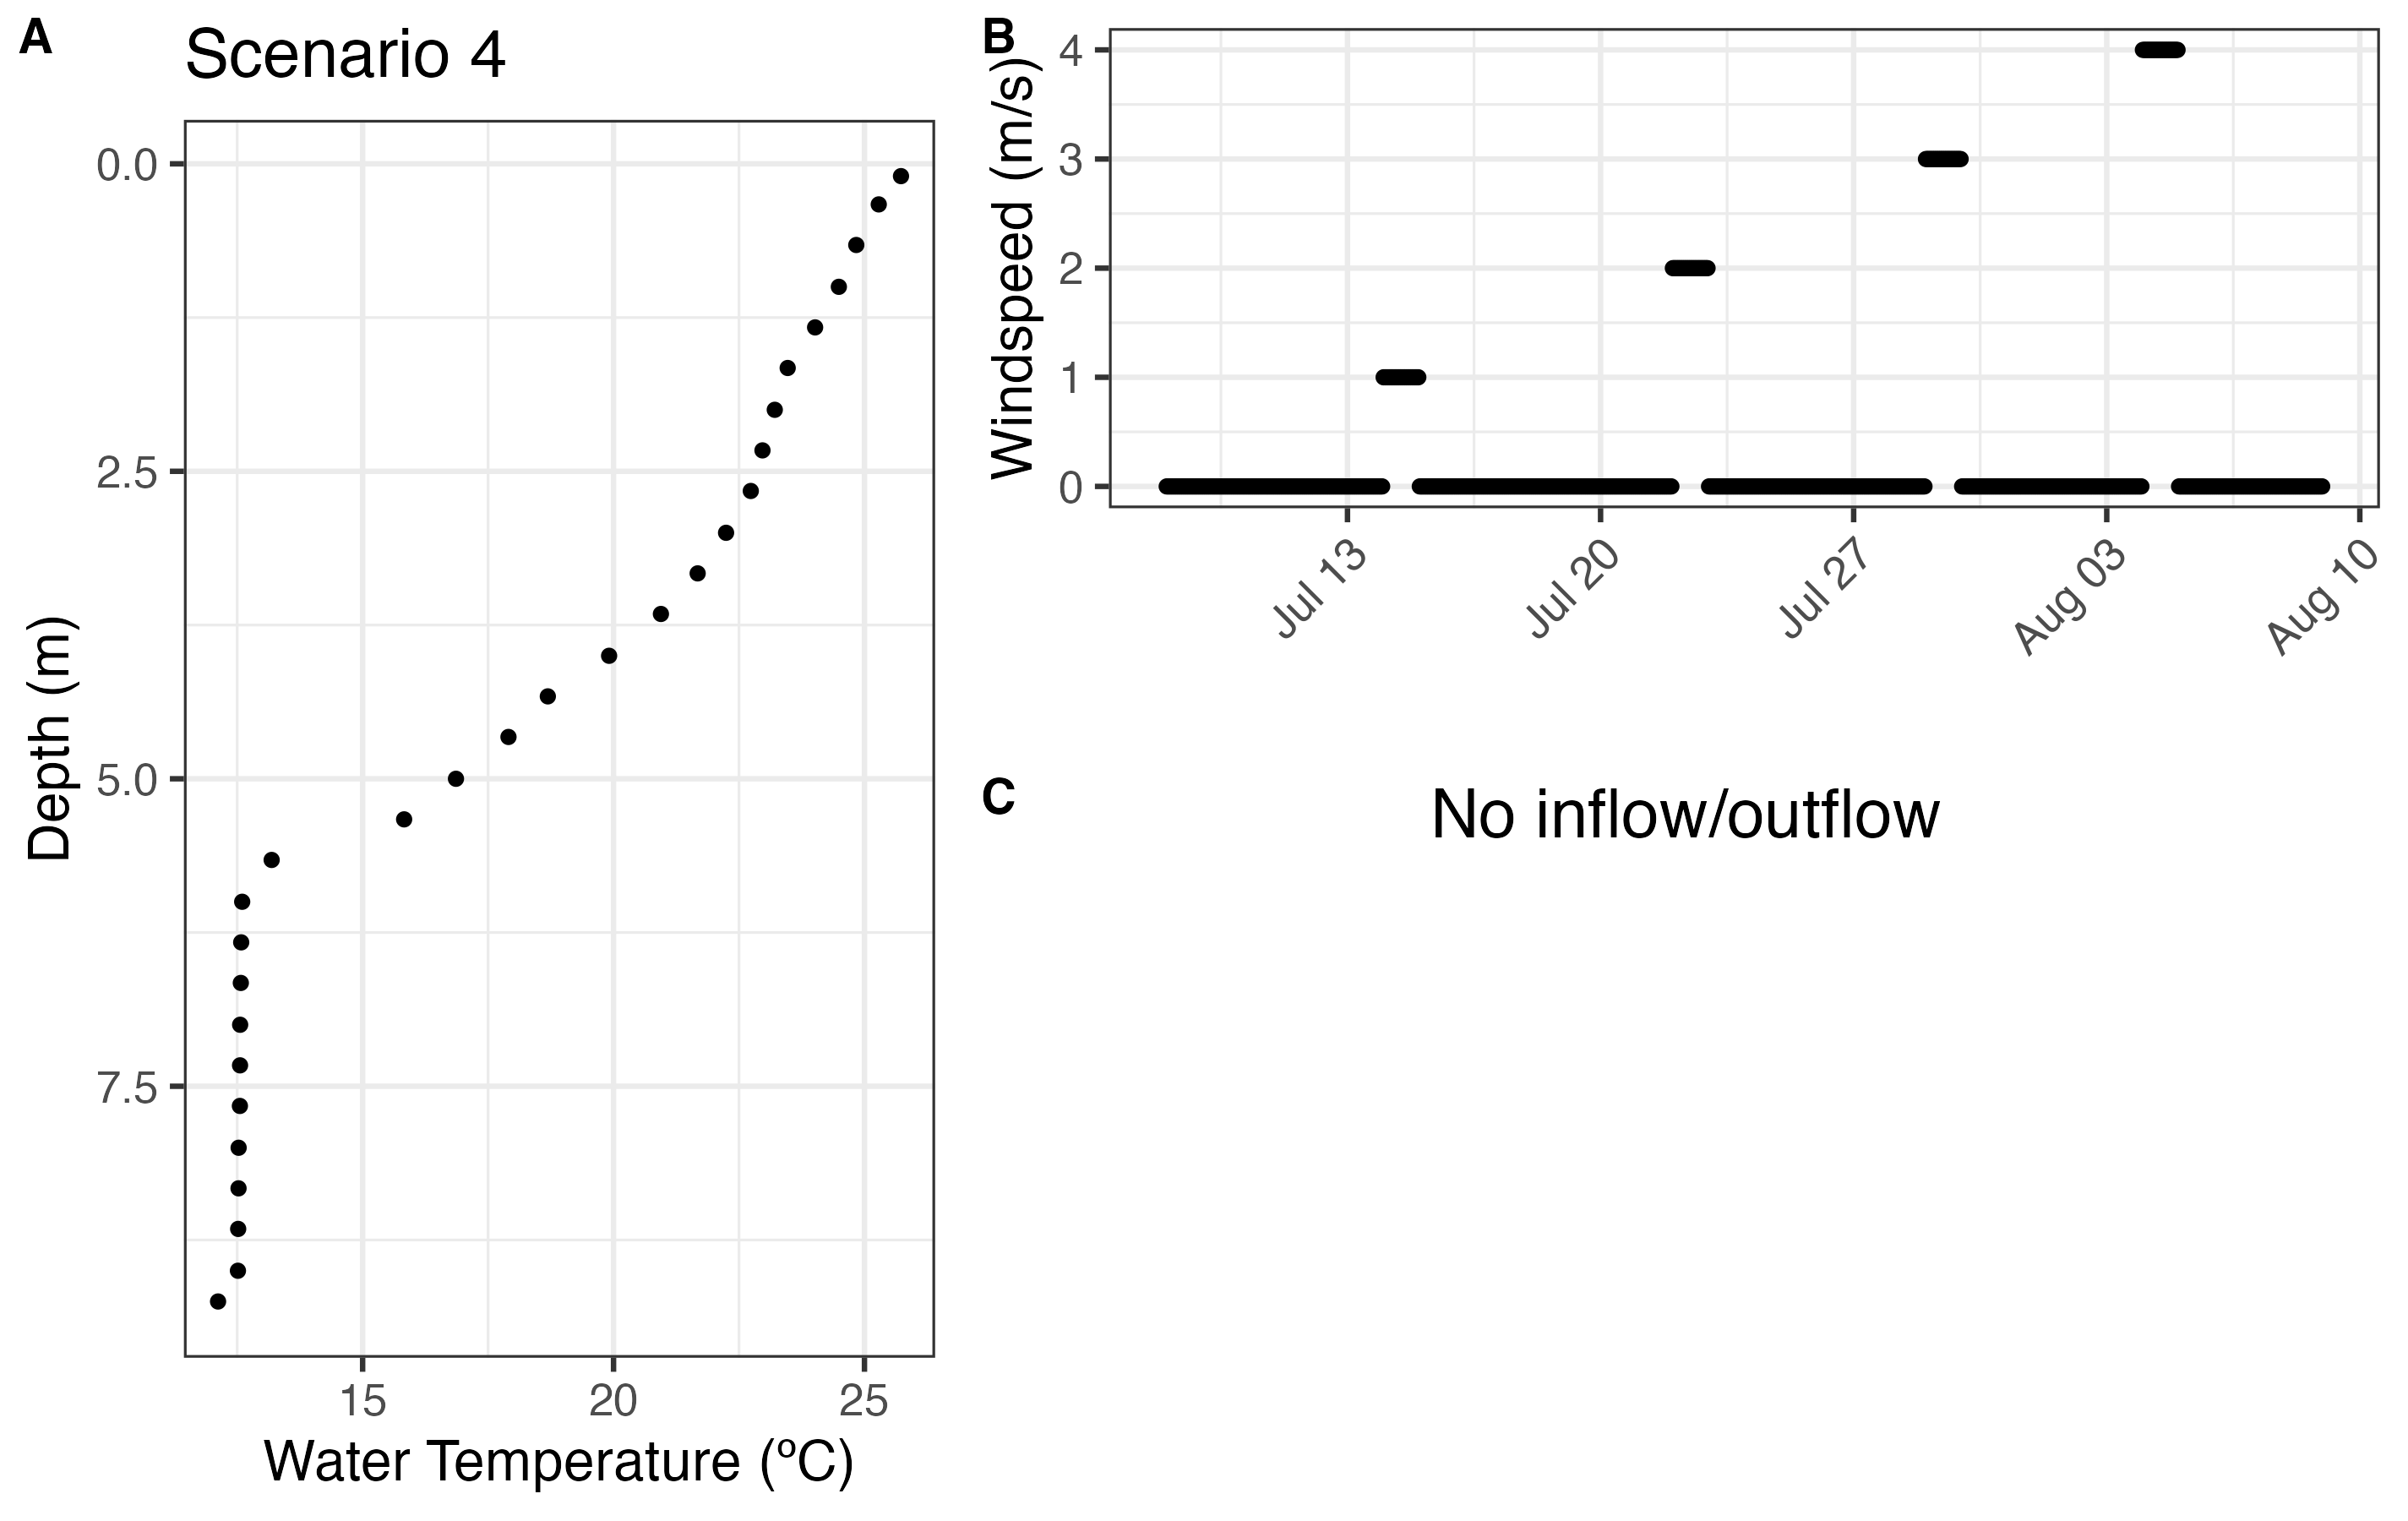 A
Scenario 4
0.0
2.5
5.0
7.5
Depth (m)
15 20 25
Water Temperature (ºC)
B
4
3
2
1
0
Windspeed (m/s)
Jul 13 Jul 20 Jul 27 Aug 03 Aug 10
C
No inflow/outflow